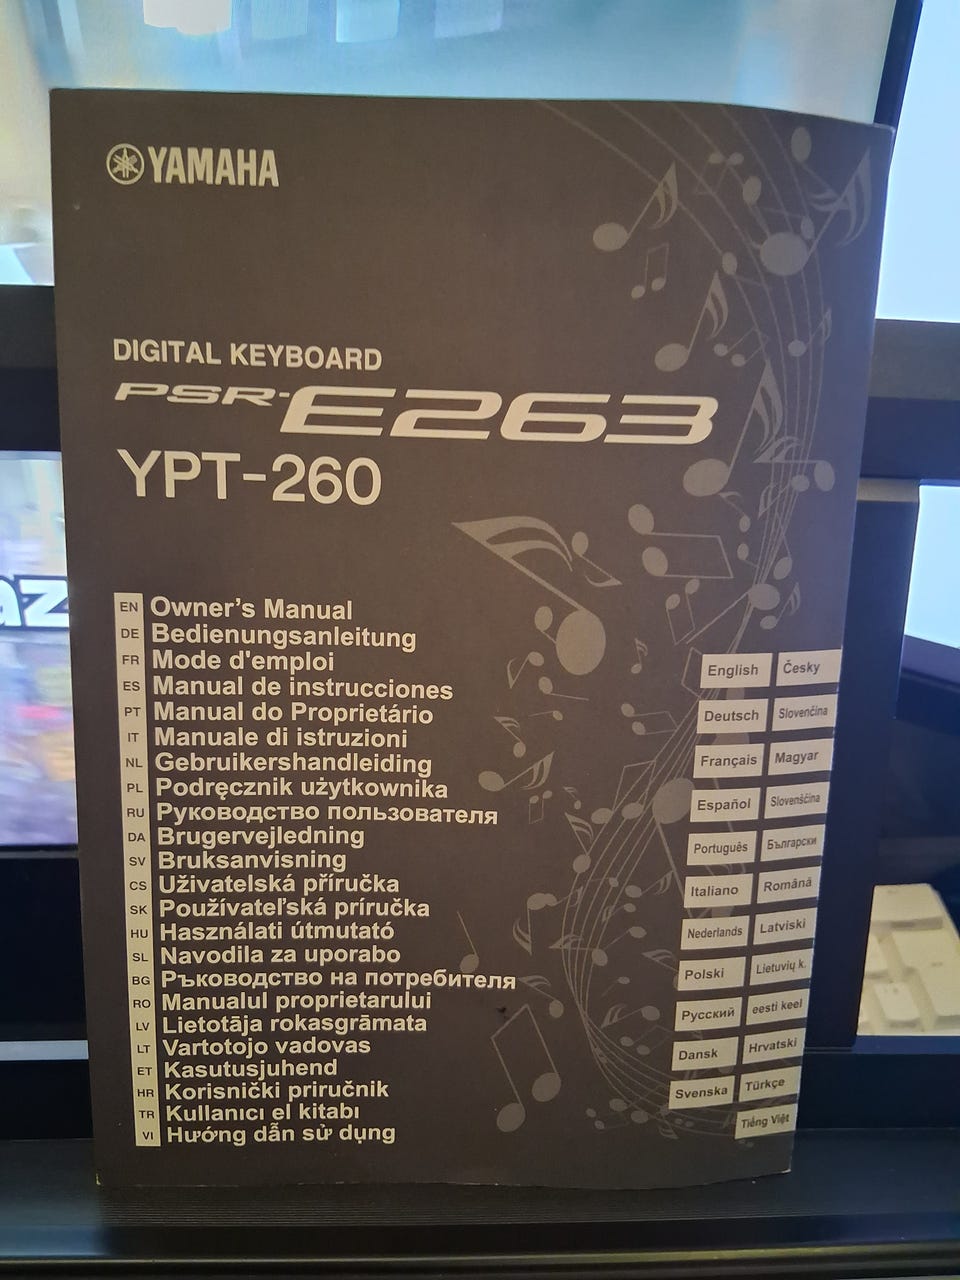 YAMAHA
DIGITAL KEYBOARD
PSR-E263
YPT-260
EN Owner's Manual
DE Bedienungsanleitung
FR Mode d'emploi
ES Manual de instrucciones
PT Manual do Proprietário
IT Manuale di istruzioni
NL Gebruikershandleiding
PL Podręcznik użytkownika
RU Руководство пользователя
DA Brugervejledning
SV Bruksanvisning
CS Uživatelská příručka
SK Používateľská príručka
HU Használati útmutató
SL Navodila za uporabo
BG Ръководство на потребителя
RO Manualul proprietarului
LV Lietotāja rokasgrāmata
LT Vartotojo vadovas
ET Kasutusjuhend
HR Korisnički priručnik
TR Kullanıcı el kitabı
VI Hướng dẫn sử dụng
English Česky
Deutsch Slovenčina
Français Magyar
Español Slovenščina
Português Български
Italiano Română
Nederlands Latviski
Polski Lietuvių k.
Русский eesti keel
Dansk Hrvatski
Svenska Türkçe
Tiếng Việt
az